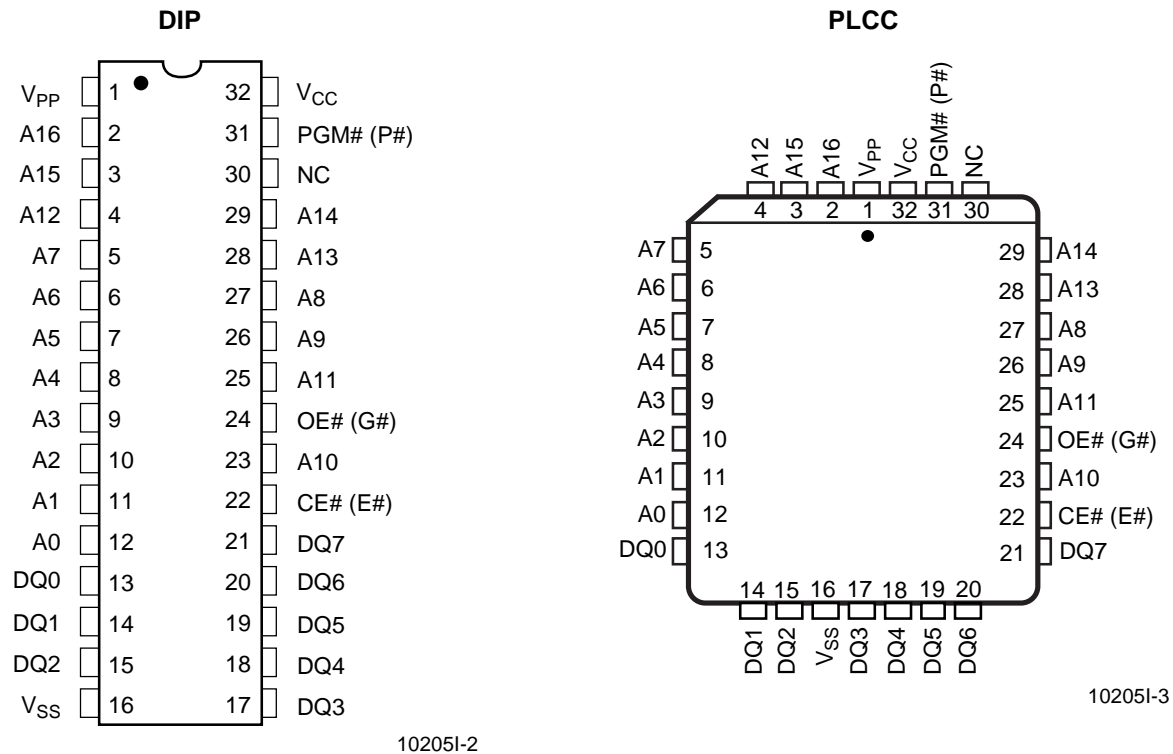 DIP
V_PP 1 32 V_CC
A16 2 31 PGM# (P#)
A15 3 30 NC
A12 4 29 A14
A7 5 28 A13
A6 6 27 A8
A5 7 26 A9
A4 8 25 A11
A3 9 24 OE# (G#)
A2 10 23 A10
A1 11 22 CE# (E#)
A0 12 21 DQ7
DQ0 13 20 DQ6
DQ1 14 19 DQ5
DQ2 15 18 DQ4
V_SS 16 17 DQ3
10205I-2
PLCC
A12 A15 A16 V_PP V_CC PGM# (P#) NC
4 3 2 1 32 31 30
A7 5 29 A14
A6 6 28 A13
A5 7 27 A8
A4 8 26 A9
A3 9 25 A11
A2 10 24 OE# (G#)
A1 11 23 A10
A0 12 22 CE# (E#)
DQ0 13 21 DQ7
14 15 16 17 18 19 20
DQ1 DQ2 V_SS DQ3 DQ4 DQ5 DQ6
10205I-3